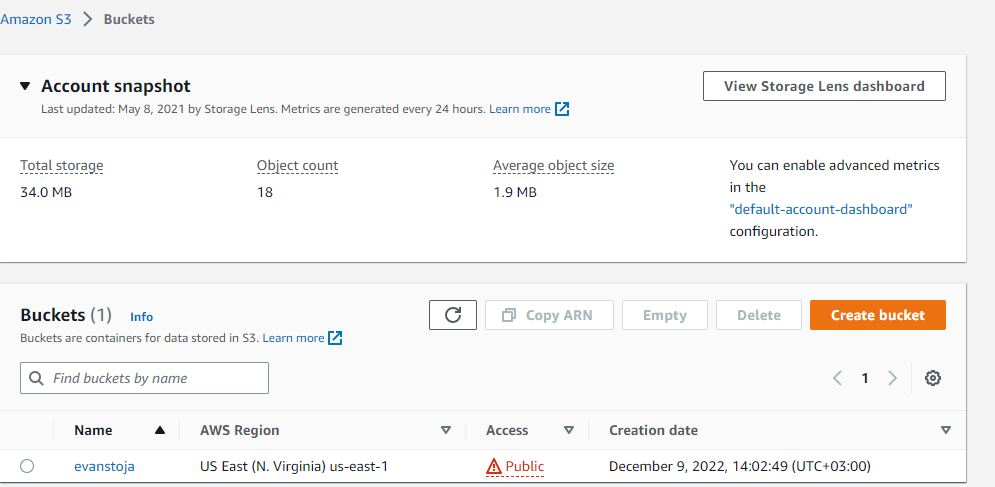 Amazon S3 > Buckets
Account snapshot
View Storage Lens dashboard
Last updated: May 8, 2021 by Storage Lens. Metrics are generated every 24 hours. Learn more
Total storage
34.0 MB
Object count
18
Average object size
1.9 MB
You can enable advanced metrics
in the
"default-account-dashboard"
configuration.
Buckets (1) Info
Buckets are containers for data stored in S3. Learn more
Copy ARN Empty Delete Create bucket
Find buckets by name
1
Name AWS Region Access Creation date
evanstoja US East (N. Virginia) us-east-1 Public December 9, 2022, 14:02:49 (UTC+03:00)